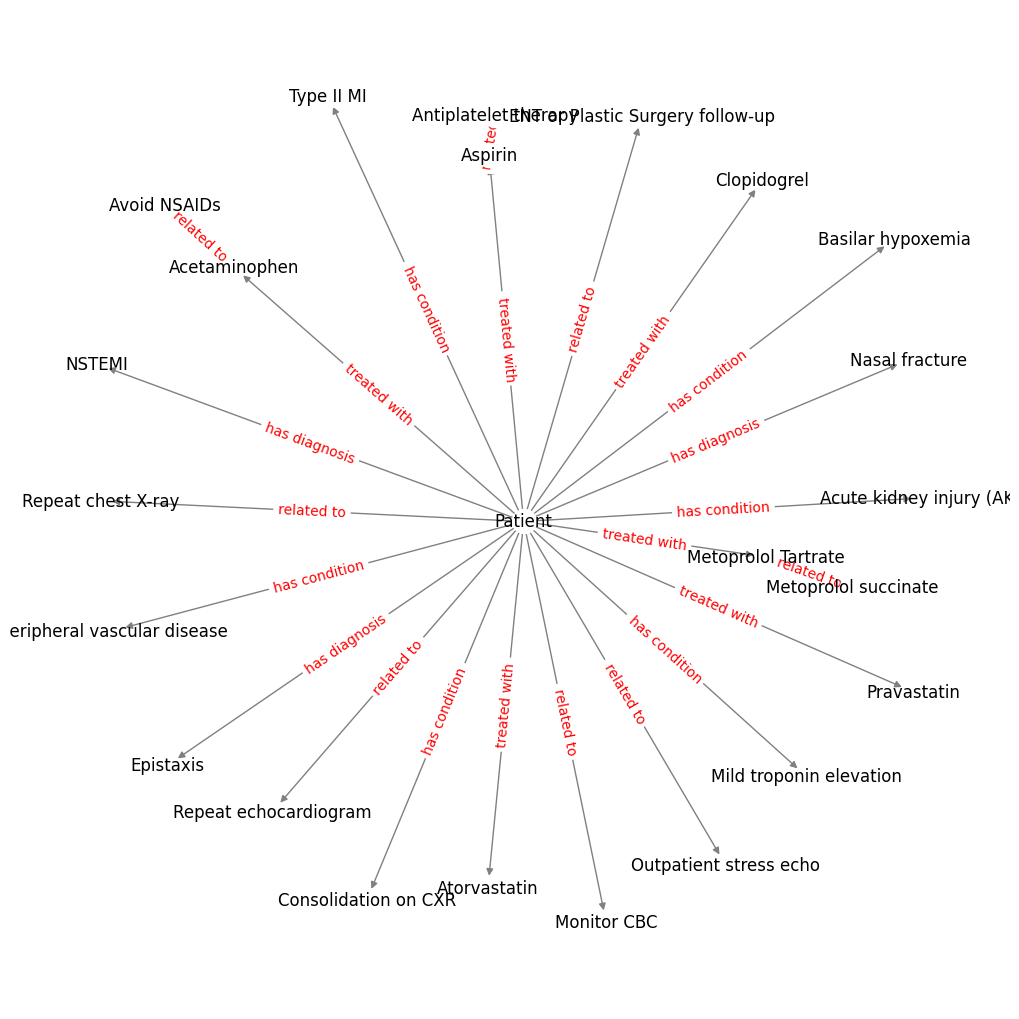 Type II MI
Antiplatelet therapy
ENT or Plastic Surgery follow-up
Aspirin
Clopidogrel
Avoid NSAIDs
related to
Basilar hypoxemia
Acetaminophen
has condition
related to
treated with
treated with
Nasal fracture
NSTEMI
has condition
treated with
has diagnosis
has diagnosis
Repeat chest X-ray
related to
Patient
has condition
Acute kidney injury (AK
treated with
Metoprolol Tartrate
related to
Metoprolol succinate
has condition
treated with
eripheral vascular disease
has diagnosis
has condition
related to
Pravastatin
has condition
treated with
related to
related to
Epistaxis
Mild troponin elevation
Repeat echocardiogram
Outpatient stress echo
Consolidation on CXR
Atorvastatin
Monitor CBC